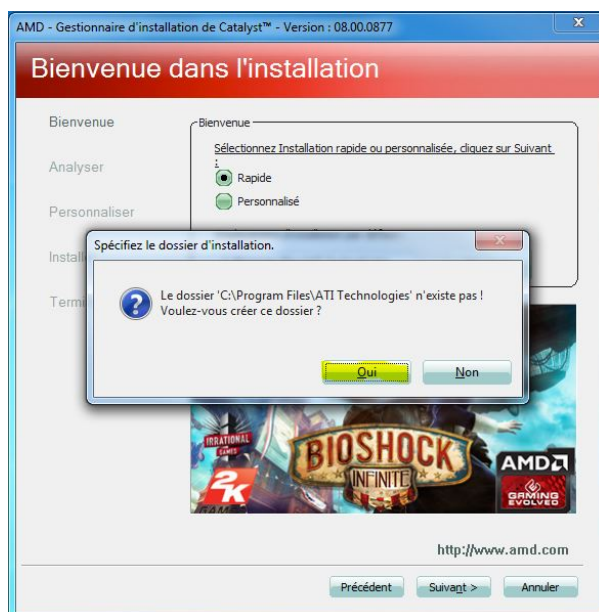 AMD - Gestionnaire d'installation de Catalyst™ - Version : 08.00.0877
Bienvenue dans l'installation
Bienvenue
Analyser
Personnaliser
Bienvenue
Sélectionnez Installation rapide ou personnalisée, cliquez sur Suivant
:
Rapide
Personnalisé
Spécifiez le dossier d'installation.
Le dossier 'C:\Program Files\ATI Technologies' n'existe pas !
Voulez-vous créer ce dossier ?
Oui
Non
IRRATIONAL
GAMES
2K
GAMES
BIOSHOCK
INFINITE
AMD
GAMING
EVOLVED
http://www.amd.com
Précédent
Suivant >
Annuler